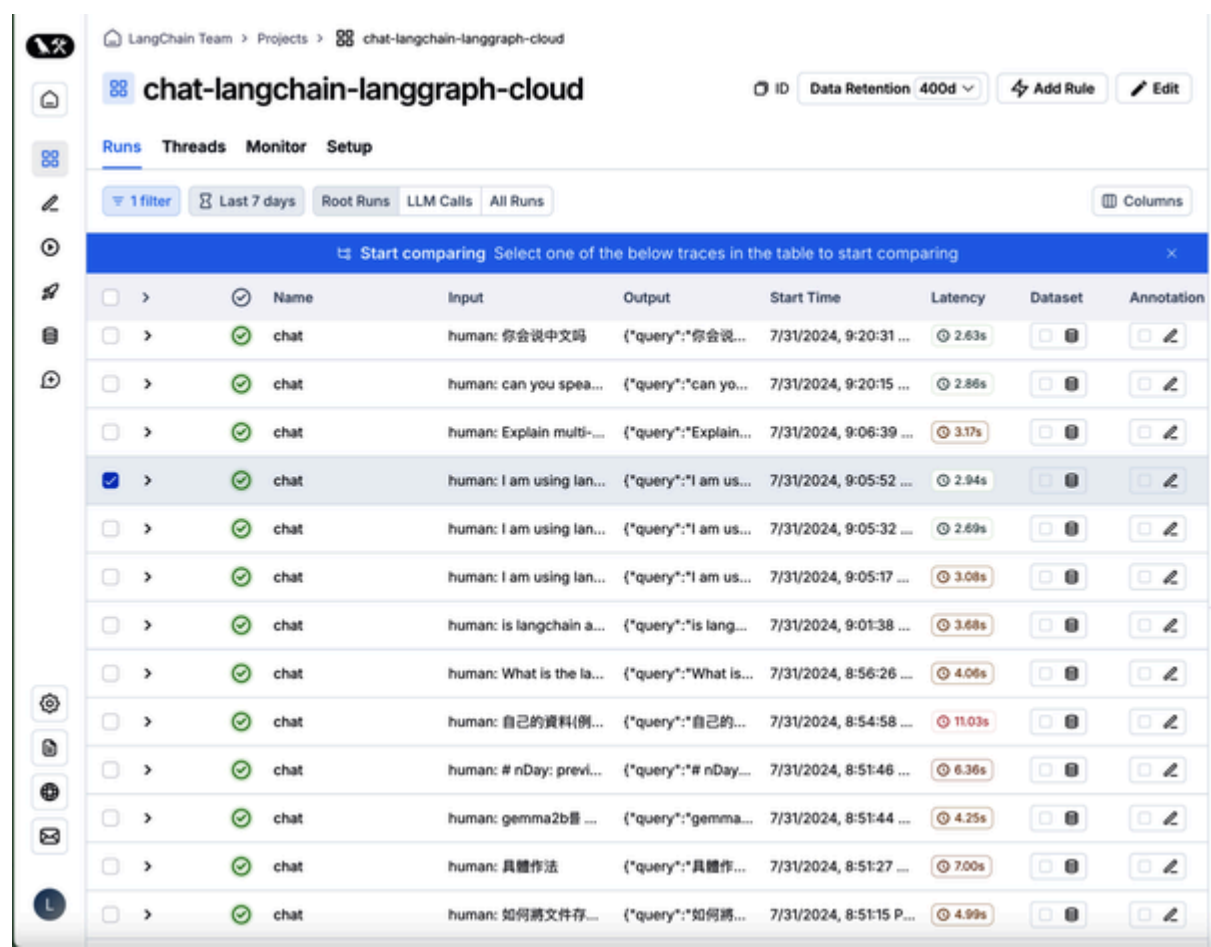 LangChain Team > Projects > chat-langchain-langgraph-cloud
chat-langchain-langgraph-cloud ID Data Retention 400d Add Rule Edit
Runs Threads Monitor Setup
1 filter Last 7 days Root Runs LLM Calls All Runs Columns
Start comparing Select one of the below traces in the table to start comparing
Name Input Output Start Time Latency Dataset Annotation
chat human: 你会说中文吗 {"query":"你会说... 7/31/2024, 9:20:31 ... 2.63s
chat human: can you spea... {"query":"can yo... 7/31/2024, 9:20:15 ... 2.86s
chat human: Explain multi-... {"query":"Explain... 7/31/2024, 9:06:39 ... 3.17s
chat human: I am using lan... {"query":"I am us... 7/31/2024, 9:05:52 ... 2.94s
chat human: I am using lan... {"query":"I am us... 7/31/2024, 9:05:32 ... 2.69s
chat human: I am using lan... {"query":"I am us... 7/31/2024, 9:05:17 ... 3.08s
chat human: is langchain a... {"query":"is lang... 7/31/2024, 9:01:38 ... 3.68s
chat human: What is the la... {"query":"What is... 7/31/2024, 8:56:26 ... 4.06s
chat human: 自己的資料(例... {"query":"自己的... 7/31/2024, 8:54:58 ... 11.03s
chat human: # nDay: previ... {"query":"# nDay... 7/31/2024, 8:51:46 ... 6.36s
chat human: gemma2b를 ... {"query":"gemma... 7/31/2024, 8:51:44 ... 4.25s
chat human: 具體作法 {"query":"具體作... 7/31/2024, 8:51:27 ... 7.00s
chat human: 如何將文件存... {"query":"如何將... 7/31/2024, 8:51:15 P... 4.99s
L